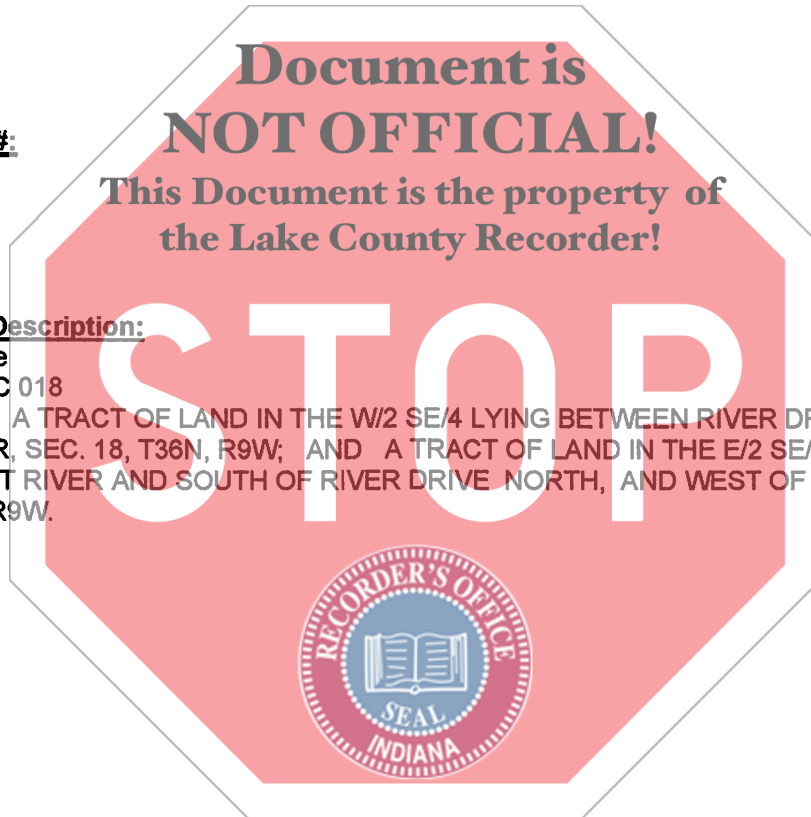 Document is
NOT OFFICIAL!
#:
This Document is the property of
the Lake County Recorder!
Description:
e
C 018
A TRACT OF LAND IN THE W/2 SE/4 LYING BETWEEN RIVER DR
R, SEC. 18, T36N, R9W; AND A TRACT OF LAND IN THE E/2 SE/
T RIVER AND SOUTH OF RIVER DRIVE NORTH, AND WEST OF
R9W.
STOP
RECORDER'S OFFICE
SEAL
INDIANA